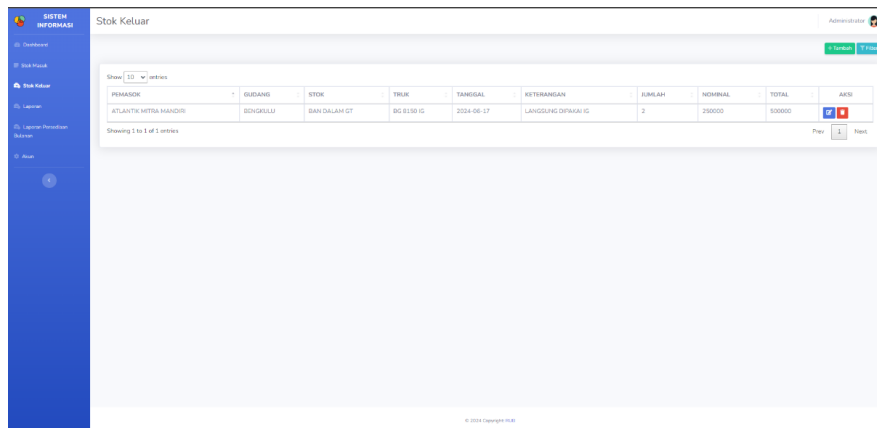 SISTEM
INFORMASI
Stok Keluar
Administrator
Dashboard
+ Tambah
Filter
Stok Masuk
Stok Keluar
Laporan
Laporan Persediaan
Bulanan
Akun
Show 10 entries
PEMASOK GUDANG STOK TRUK TANGGAL KETERANGAN JUMLAH NOMINAL TOTAL AKSI
ATLANTIK MITRA MANDIRI BENGKULU BAN DALAM GT BG 8150 IG 2024-06-17 LANGSUNG DIPAKAI IG 2 250000 500000
Showing 1 to 1 of 1 entries
Prev 1 Next
© 2024 Copyright